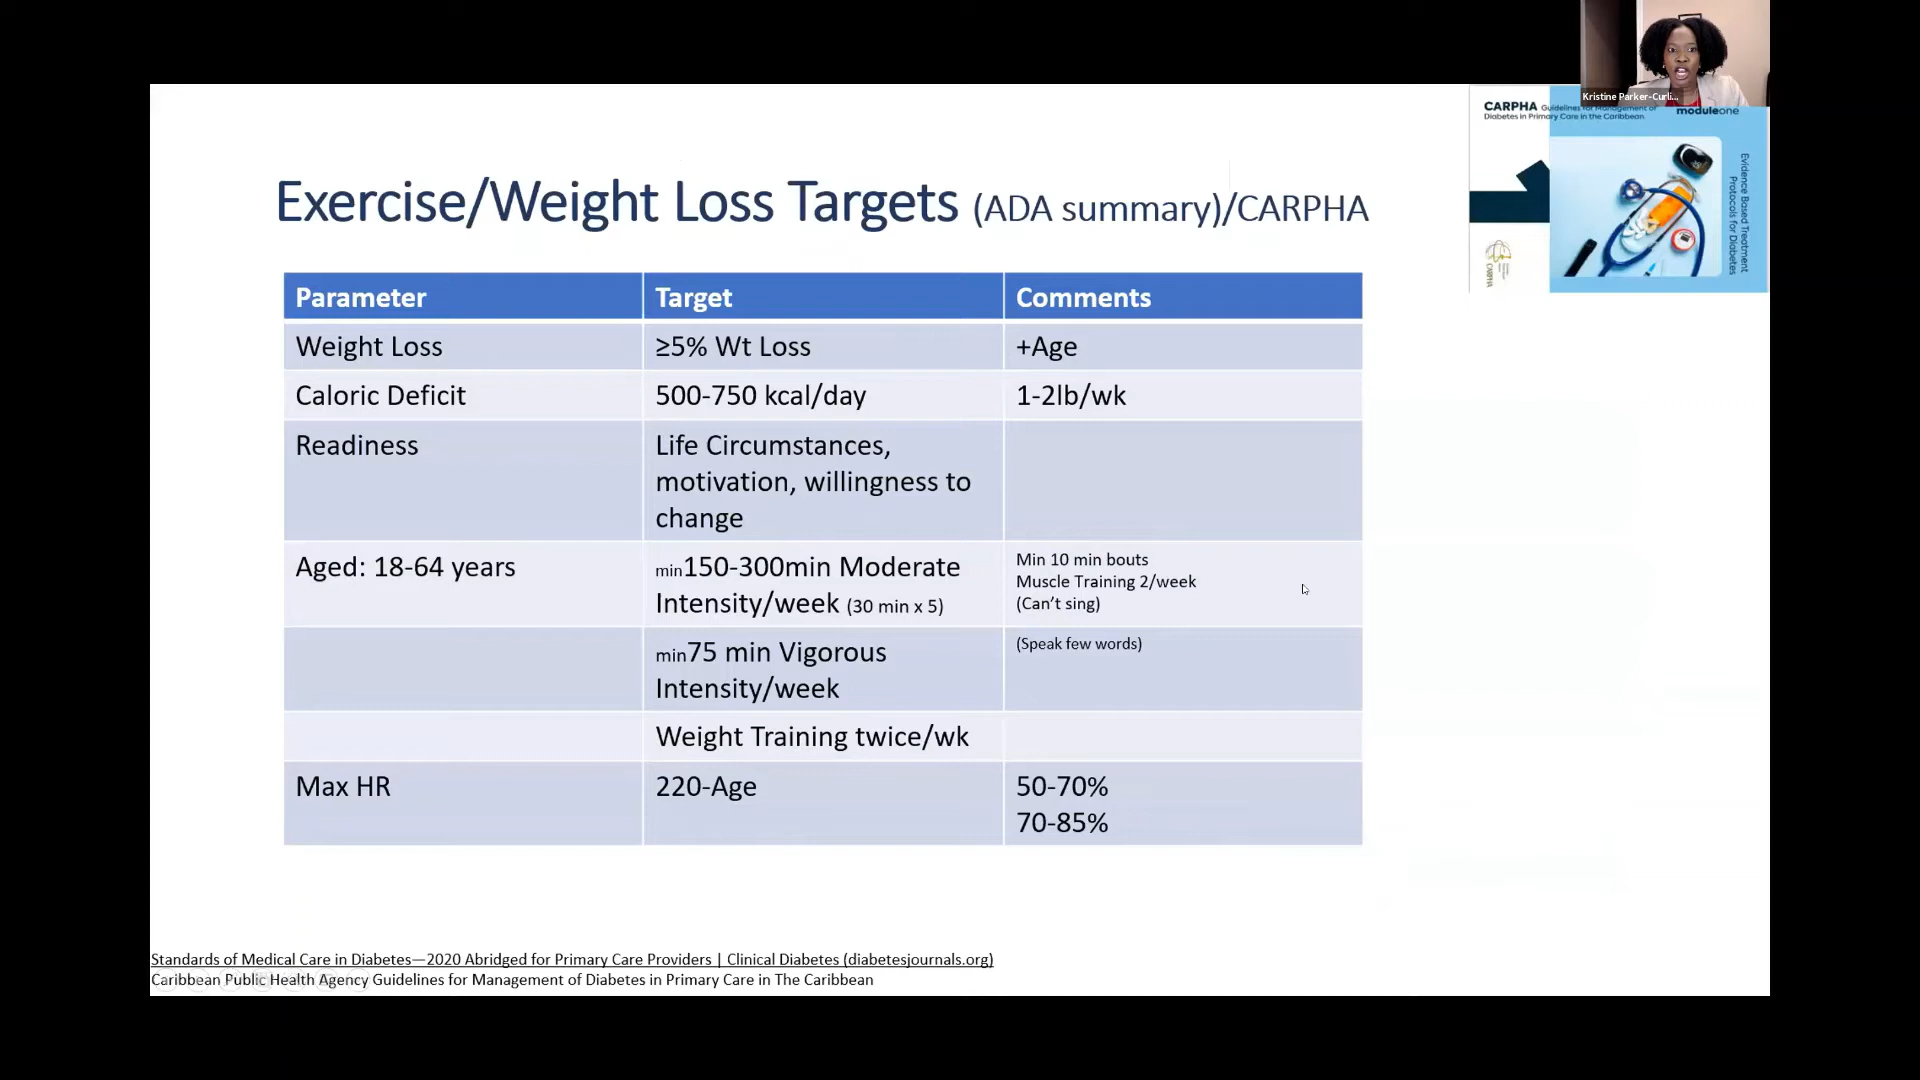 Kristine Parker-Curli...
CARPHA Guidelines for Management of
Diabetes in Primary Care in the Caribbean
moduleone
Evidence Based Treatment
Protocols for Diabetes
CARPHA
Exercise/Weight Loss Targets (ADA summary)/CARPHA
Parameter Target Comments
Weight Loss ≥5% Wt Loss +Age
Caloric Deficit 500-750 kcal/day 1-2lb/wk
Readiness Life Circumstances,
motivation, willingness to
change
Aged: 18-64 years min150-300min Moderate
Intensity/week (30 min x 5)
Min 10 min bouts
Muscle Training 2/week
(Can't sing)
min75 min Vigorous
Intensity/week
(Speak few words)
Weight Training twice/wk
Max HR 220-Age 50-70%
70-85%
Standards of Medical Care in Diabetes—2020 Abridged for Primary Care Providers | Clinical Diabetes (diabetesjournals.org)
Caribbean Public Health Agency Guidelines for Management of Diabetes in Primary Care in The Caribbean